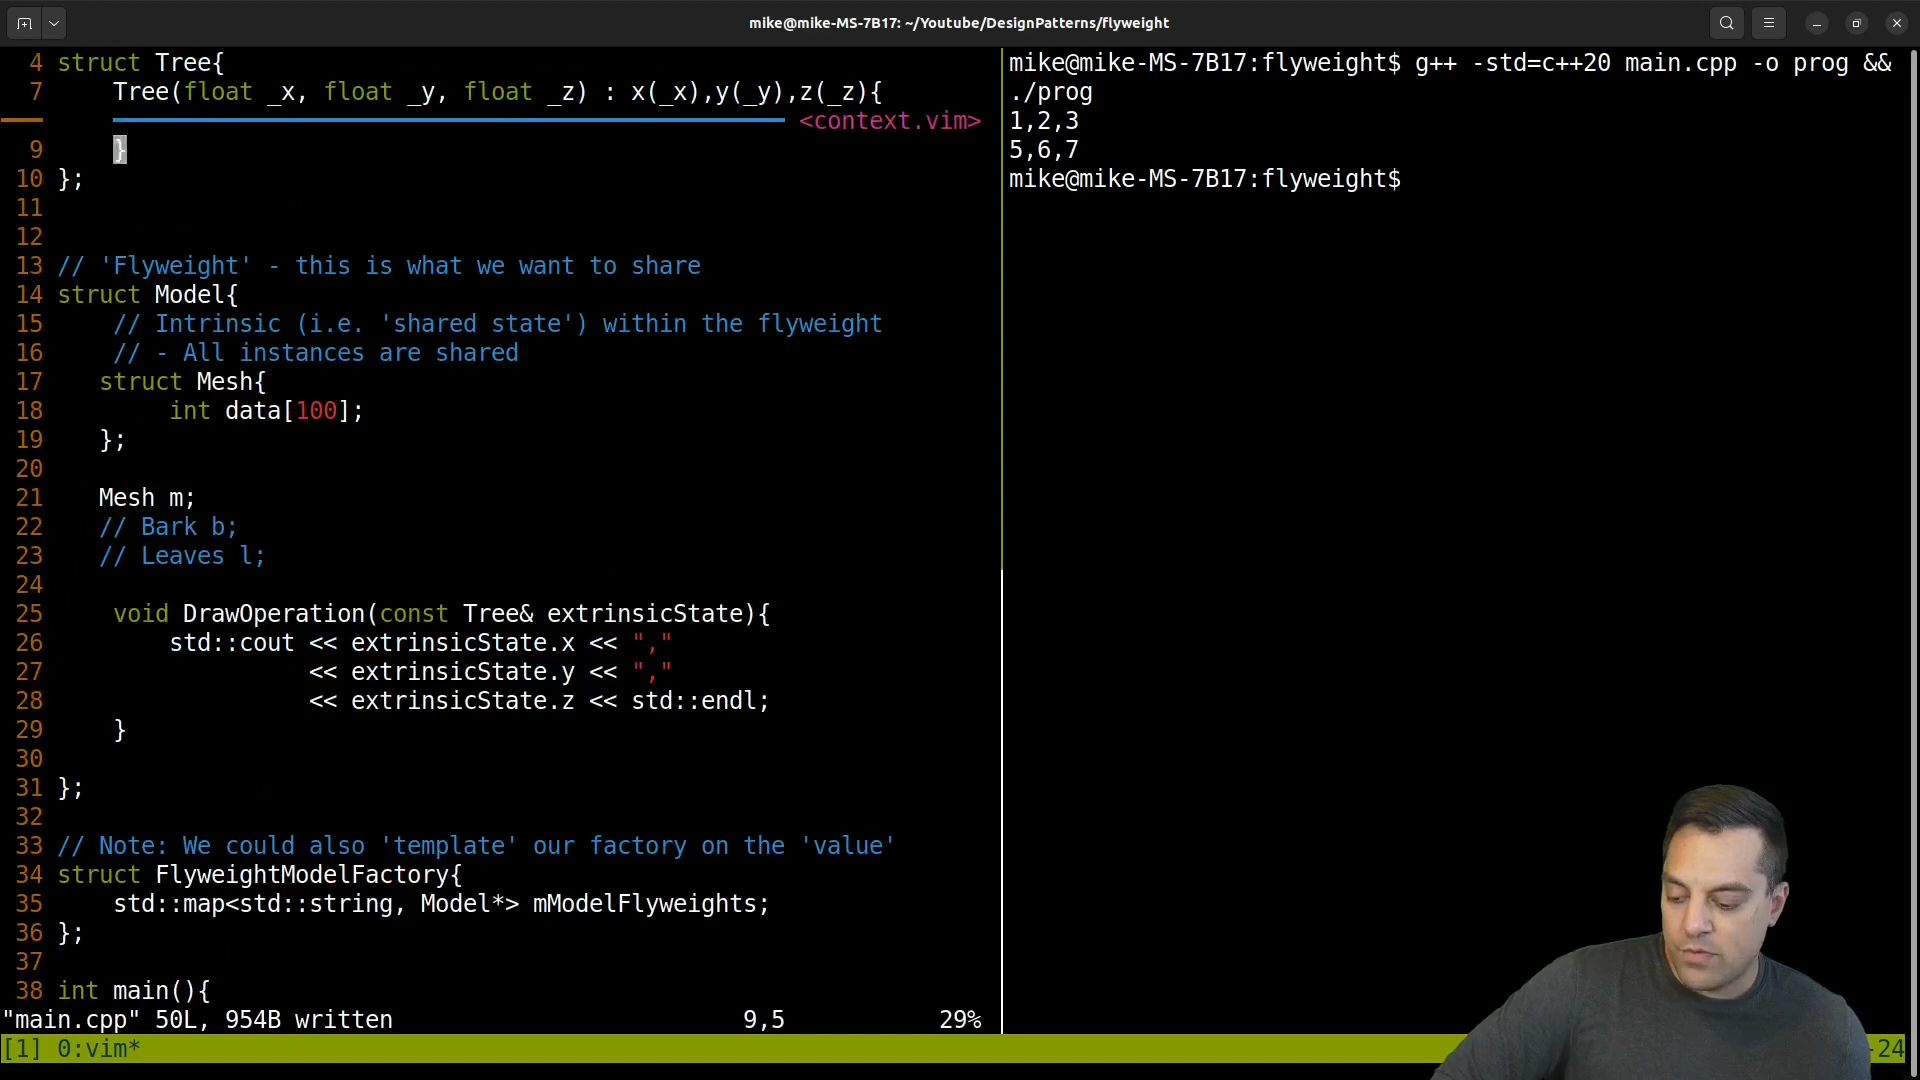 mike@mike-MS-7B17: ~/Youtube/DesignPatterns/flyweight
4 struct Tree{
7     Tree(float _x, float _y, float _z) : x(_x),y(_y),z(_z){
<context.vim>
9     }
10 };
11
12
13 // 'Flyweight' - this is what we want to share
14 struct Model{
15     // Intrinsic (i.e. 'shared state') within the flyweight
16     // - All instances are shared
17    struct Mesh{
18         int data[100];
19    };
20
21    Mesh m;
22    // Bark b;
23    // Leaves l;
24
25     void DrawOperation(const Tree& extrinsicState){
26         std::cout << extrinsicState.x << ","
27                   << extrinsicState.y << ","
28                   << extrinsicState.z << std::endl;
29     }
30
31 };
32
33 // Note: We could also 'template' our factory on the 'value'
34 struct FlyweightModelFactory{
35     std::map<std::string, Model*> mModelFlyweights;
36 };
37
38 int main(){
"main.cpp" 50L, 954B written                         9,5           29%
mike@mike-MS-7B17:flyweight$ g++ -std=c++20 main.cpp -o prog &&
./prog
1,2,3
5,6,7
mike@mike-MS-7B17:flyweight$
[1] 0:vim*
-24